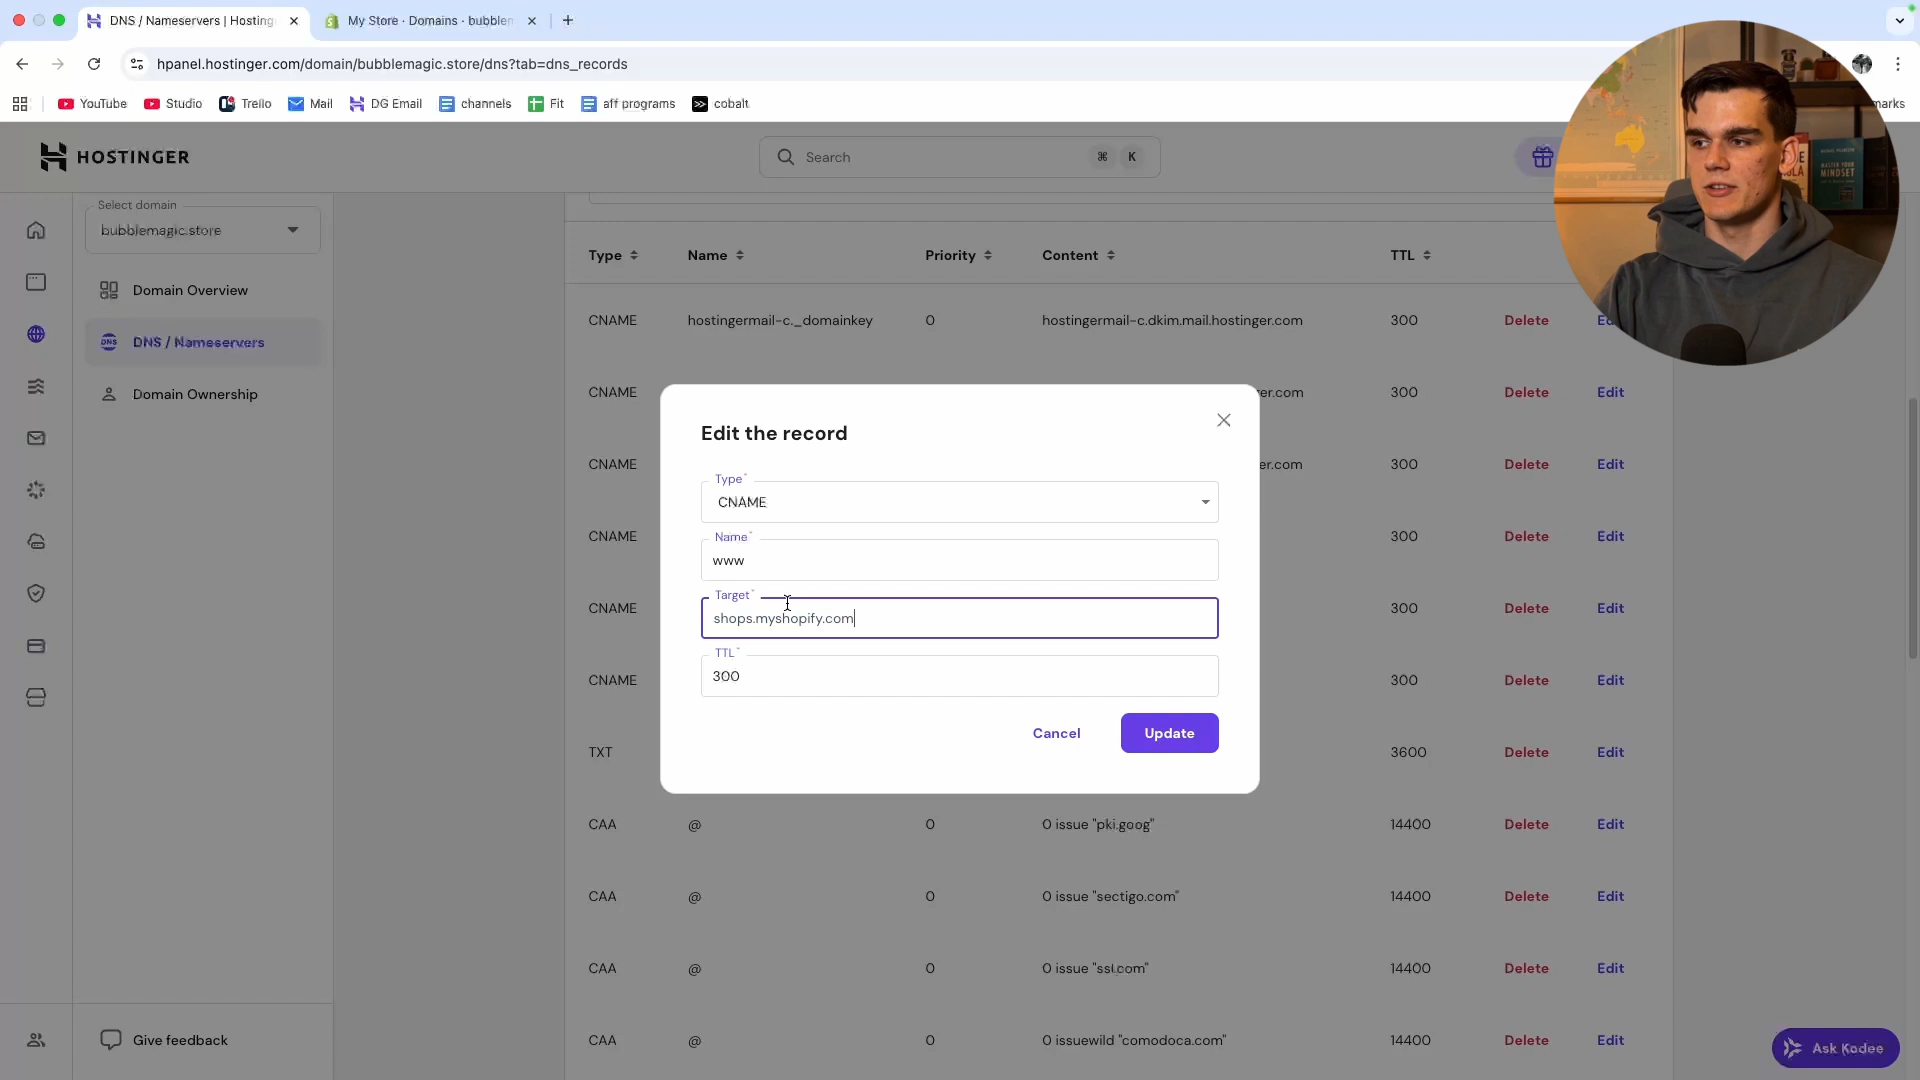 DNS / Nameservers | Hosting
My Store · Domains · bubblem
hpanel.hostinger.com/domain/bubblemagic.store/dns?tab=dns_records
YouTube
Studio
Trello
Mail
DG Email
channels
Fit
aff programs
cobalt
marks
HOSTINGER
Search
⌘ K
Select domain
bubblemagic.store
Domain Overview
DNS DNS / Nameservers
Domain Ownership
Type Name Priority Content TTL
CNAME hostingermail-c._domainkey 0 hostingermail-c.dkim.mail.hostinger.com 300 Delete
CNAME er.com 300 Delete Edit
CNAME er.com 300 Delete Edit
CNAME 300 Delete Edit
CNAME 300 Delete Edit
CNAME 300 Delete Edit
TXT 3600 Delete Edit
CAA @ 0 0 issue "pki.goog" 14400 Delete Edit
CAA @ 0 0 issue "sectigo.com" 14400 Delete Edit
CAA @ 0 0 issue "ssl.com" 14400 Delete Edit
CAA @ 0 0 issuewild "comodoca.com" 14400 Delete Edit
Edit the record
Type*
CNAME
Name*
www
Target*
shops.myshopify.com
TTL*
300
Cancel
Update
Give feedback
Ask Kodee
MASTER YOUR
MINDSET